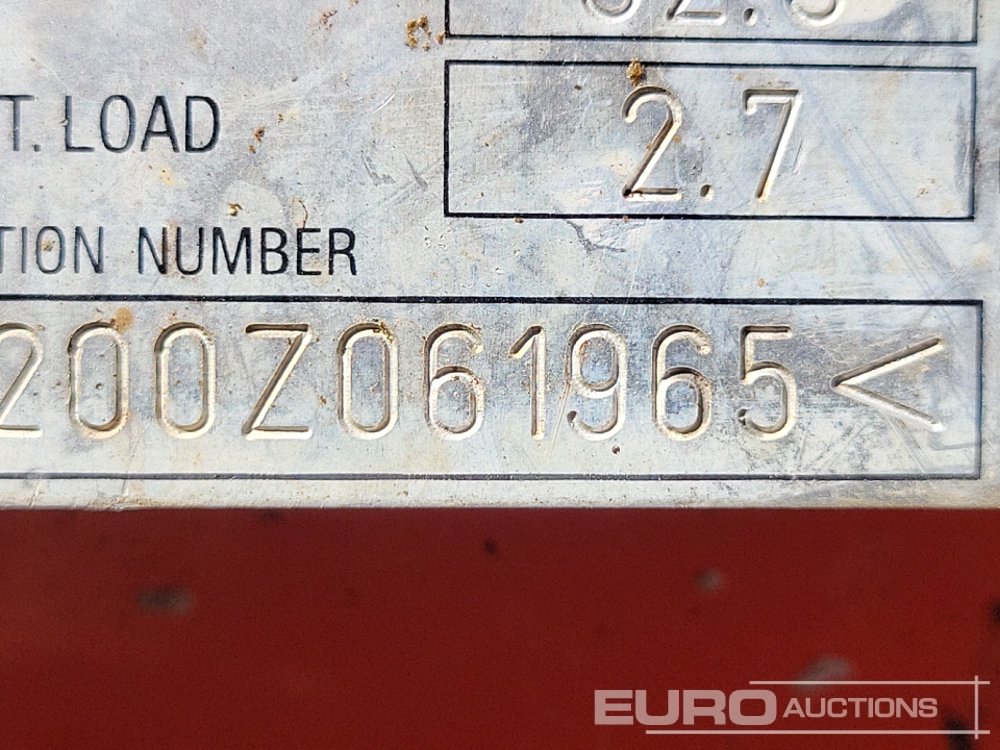 T. LOAD
2.7
TION NUMBER
200Z061965<
EURO AUCTIONS